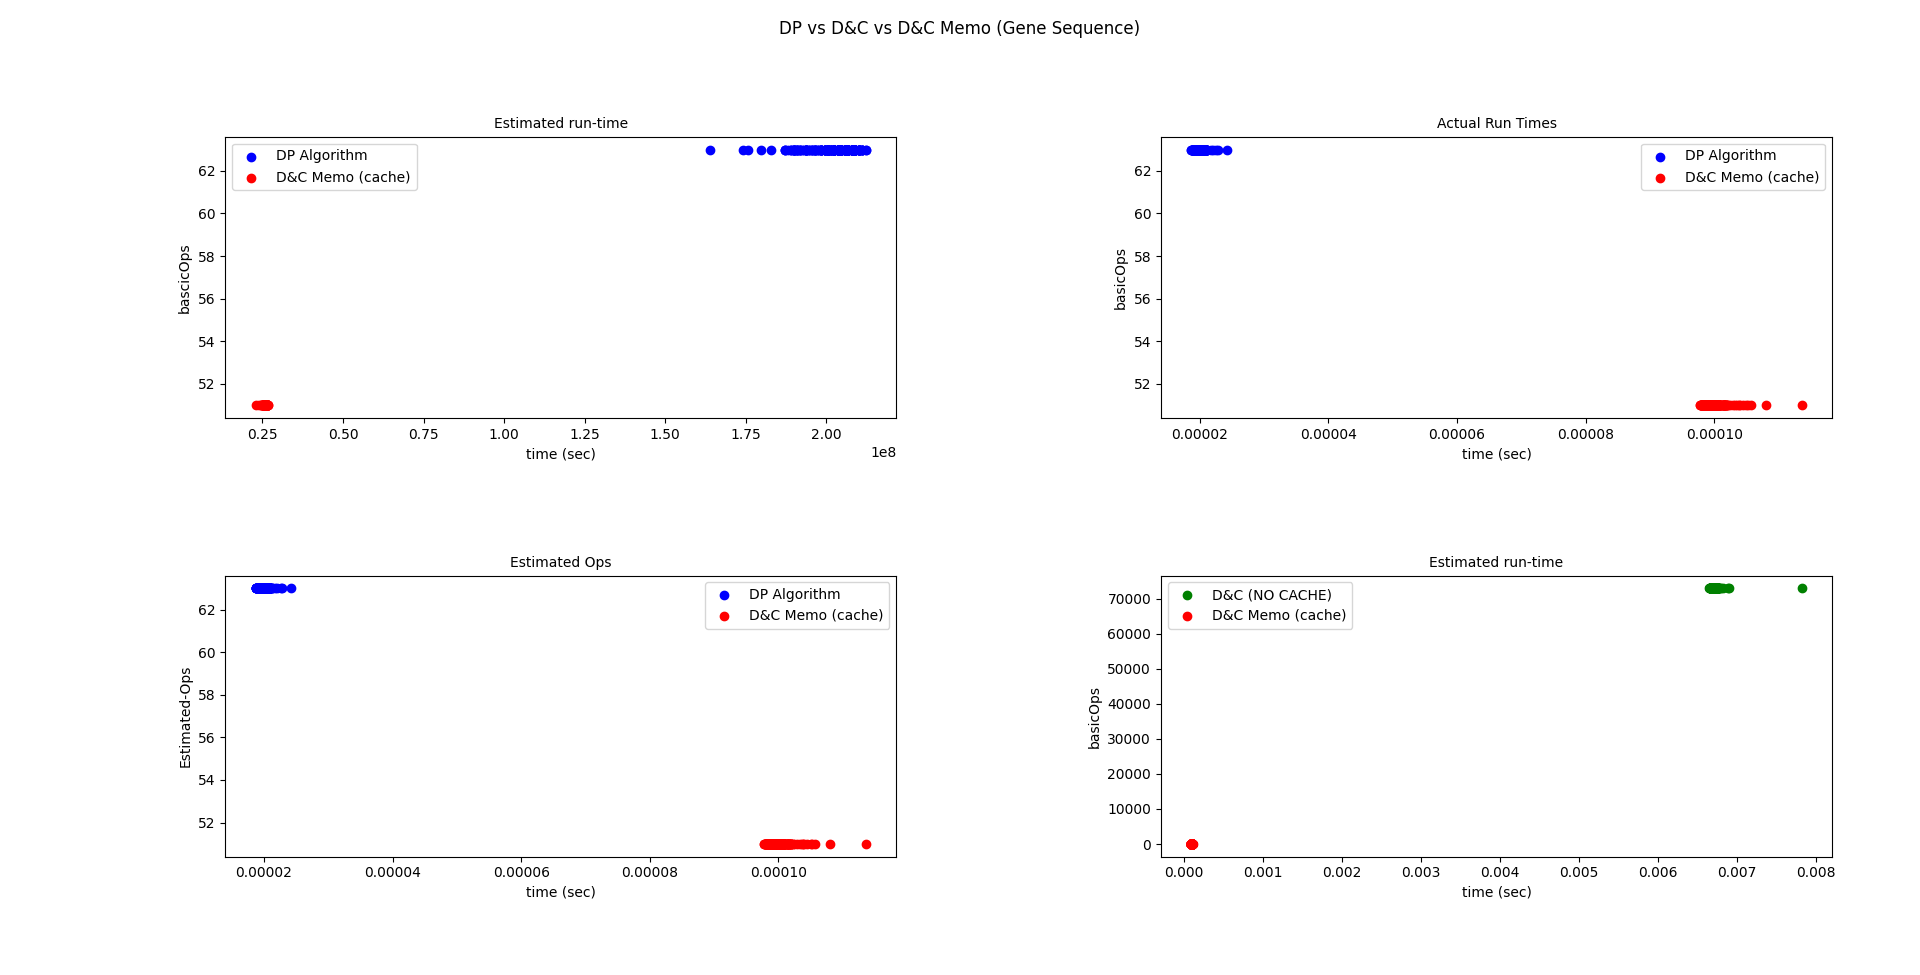 DP vs D&C vs D&C Memo (Gene Sequence)
Estimated run-time
DP Algorithm
D&C Memo (cache)
bascicOps
62
60
58
56
54
52
0.25 0.50 0.75 1.00 1.25 1.50 1.75 2.00
time (sec)
1e8
Actual Run Times
DP Algorithm
D&C Memo (cache)
basicOps
62
60
58
56
54
52
0.00002 0.00004 0.00006 0.00008 0.00010
time (sec)
Estimated Ops
DP Algorithm
D&C Memo (cache)
Estimated-Ops
62
60
58
56
54
52
0.00002 0.00004 0.00006 0.00008 0.00010
time (sec)
Estimated run-time
D&C (NO CACHE)
D&C Memo (cache)
basicOps
70000
60000
50000
40000
30000
20000
10000
0
0.000 0.001 0.002 0.003 0.004 0.005 0.006 0.007 0.008
time (sec)